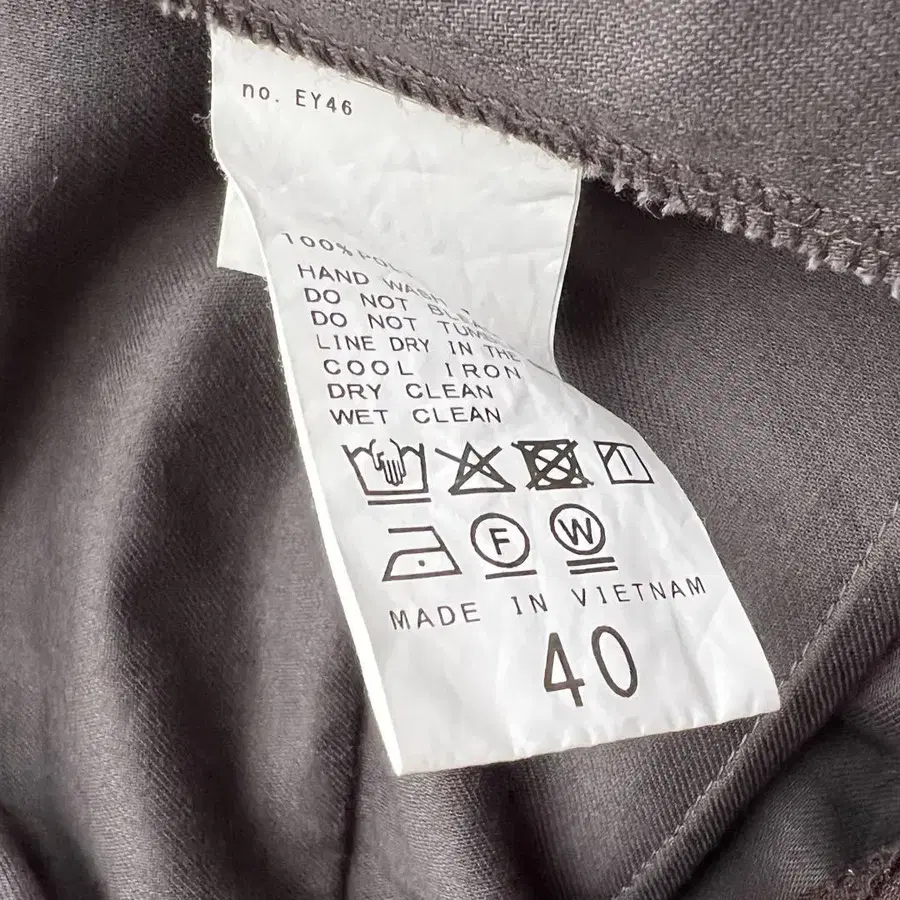 no. EY46
100%
HAND WASH
DO NOT
DO NOT
LINE DRY IN THE
COOL IRON
DRY CLEAN
WET CLEAN
F W
MADE IN VIETNAM
40